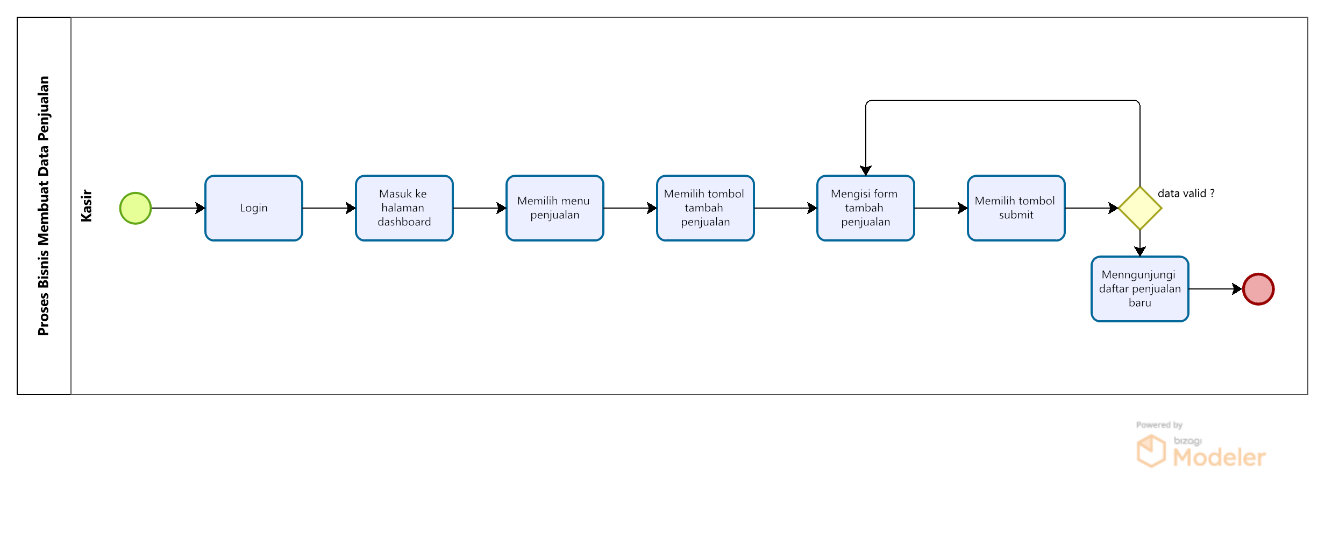 Proses Bisnis Membuat Data Penjualan
Kasir
Login
Masuk ke
halaman
dashboard
Memilih menu
penjualan
Memilih tombol
tambah
penjualan
Mengisi form
tambah
penjualan
Memilih tombol
submit
data valid ?
Menngunjungi
daftar penjualan
baru
Powered by
bizagi
Modeler